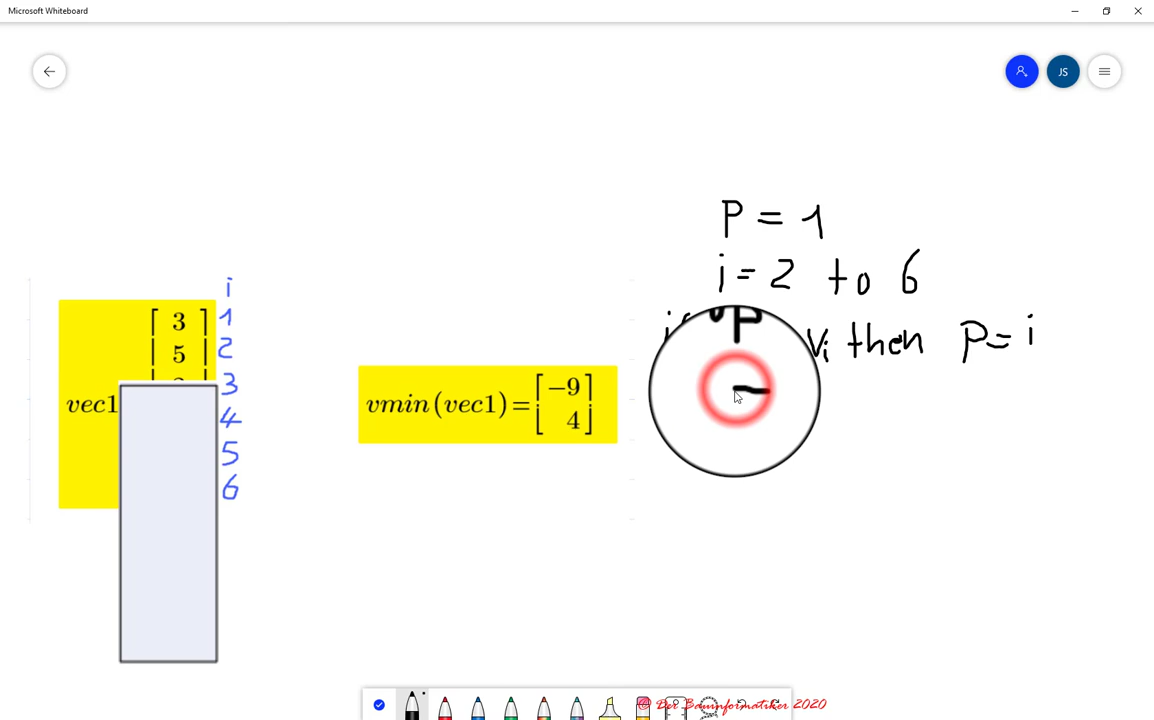 Microsoft Whiteboard
JS
P = 1
i = 2 to 6
vi then P = i
i
3 1
5 2
3
vec1
4
5
6
vmin(vec1) = [-9
4]
© Der Bauinformatiker 2020